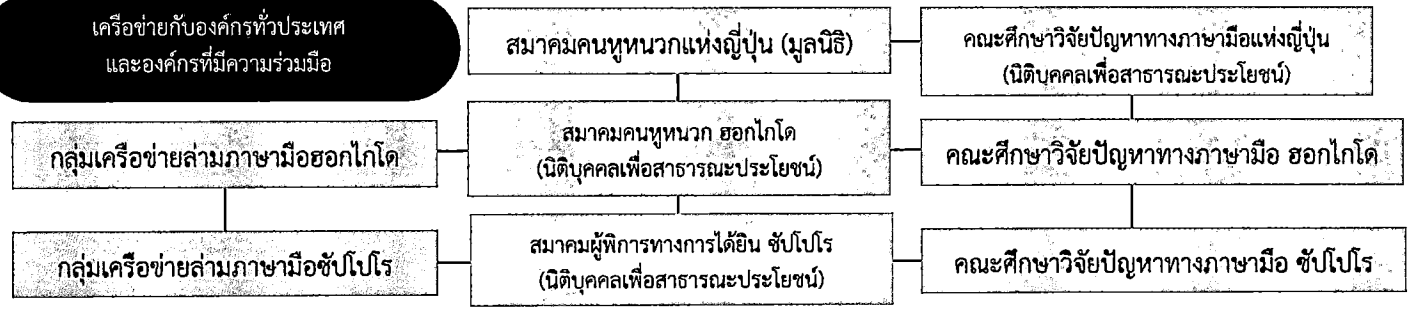 เครือข่ายกับองค์กรทั่วประเทศ
และองค์กรที่มีความร่วมมือ
สมาคมคนหูหนวกแห่งญี่ปุ่น (มูลนิธิ)
คณะศึกษาวิจัยปัญหาทางภาษามือแห่งญี่ปุ่น
(นิติบุคคลเพื่อสาธารณะประโยชน์)
กลุ่มเครือข่ายล่ามภาษามือฮอกไกโด
สมาคมคนหูหนวก ฮอกไกโด
(นิติบุคคลเพื่อสาธารณะประโยชน์)
คณะศึกษาวิจัยปัญหาทางภาษามือ ฮอกไกโด
กลุ่มเครือข่ายล่ามภาษามือซัปโปโร
สมาคมผู้พิการทางการได้ยิน ซัปโปโร
(นิติบุคคลเพื่อสาธารณะประโยชน์)
คณะศึกษาวิจัยปัญหาทางภาษามือ ซัปโปโร